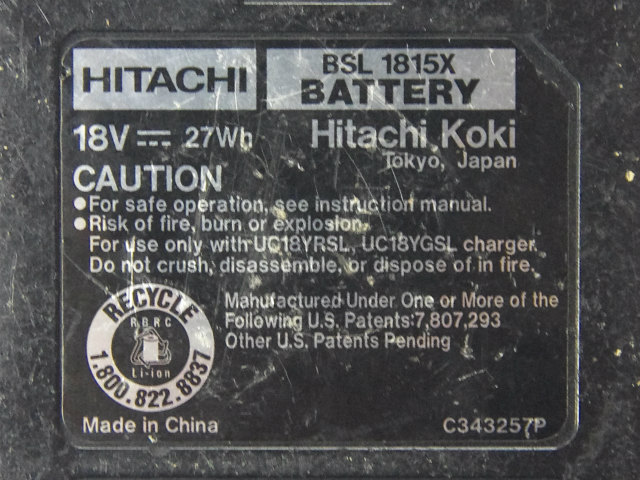 HITACHI
BSL 1815X
BATTERY
18V⎓ 27Wh
Hitachi Koki
Tokyo, Japan
CAUTION
●For safe operation, see instruction manual.
●Risk of fire, burn or explosion.
For use only with UC18YRSL, UC18YGSL charger.
Do not crush, disassemble, or dispose of in fire.
RECYCLE
RBRC
Li-ion
1.800.822.8837
Manufactured Under One or More of the
Following U.S. Patents:7,807,293
Other U.S. Patents Pending
Made in China
C343257P